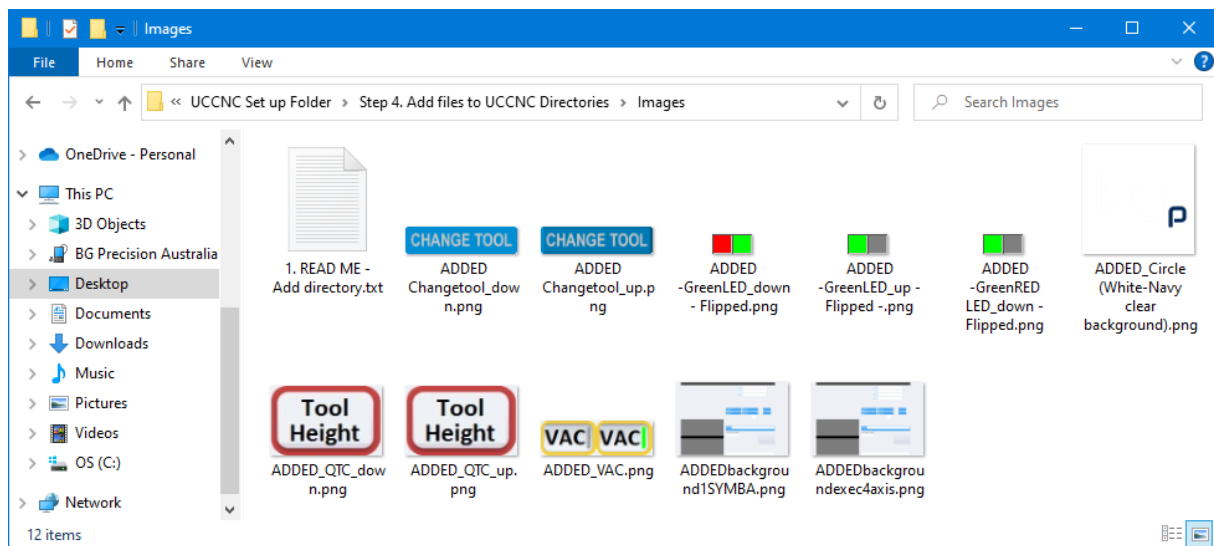 Images
File Home Share View
« UCCNC Set up Folder › Step 4. Add files to UCCNC Directories › Images
Search Images
OneDrive - Personal
This PC
3D Objects
BG Precision Australia
Desktop
Documents
Downloads
Music
Pictures
Videos
OS (C:)
Network
1. READ ME -
Add directory.txt
CHANGE TOOL
ADDED
Changetool_dow
n.png
CHANGE TOOL
ADDED
Changetool_up.p
ng
ADDED
-GreenLED_down
- Flipped.png
ADDED
-GreenLED_up -
Flipped -.png
ADDED
-GreenRED
LED_down -
Flipped.png
ADDED_Circle
(White-Navy
clear
background).png
Tool
Height
ADDED_QTC_dow
n.png
Tool
Height
ADDED_QTC_up.
png
VAC VAC
ADDED_VAC.png
ADDEDbackgrou
nd1SYMBA.png
ADDEDbackgrou
ndexec4axis.png
12 items